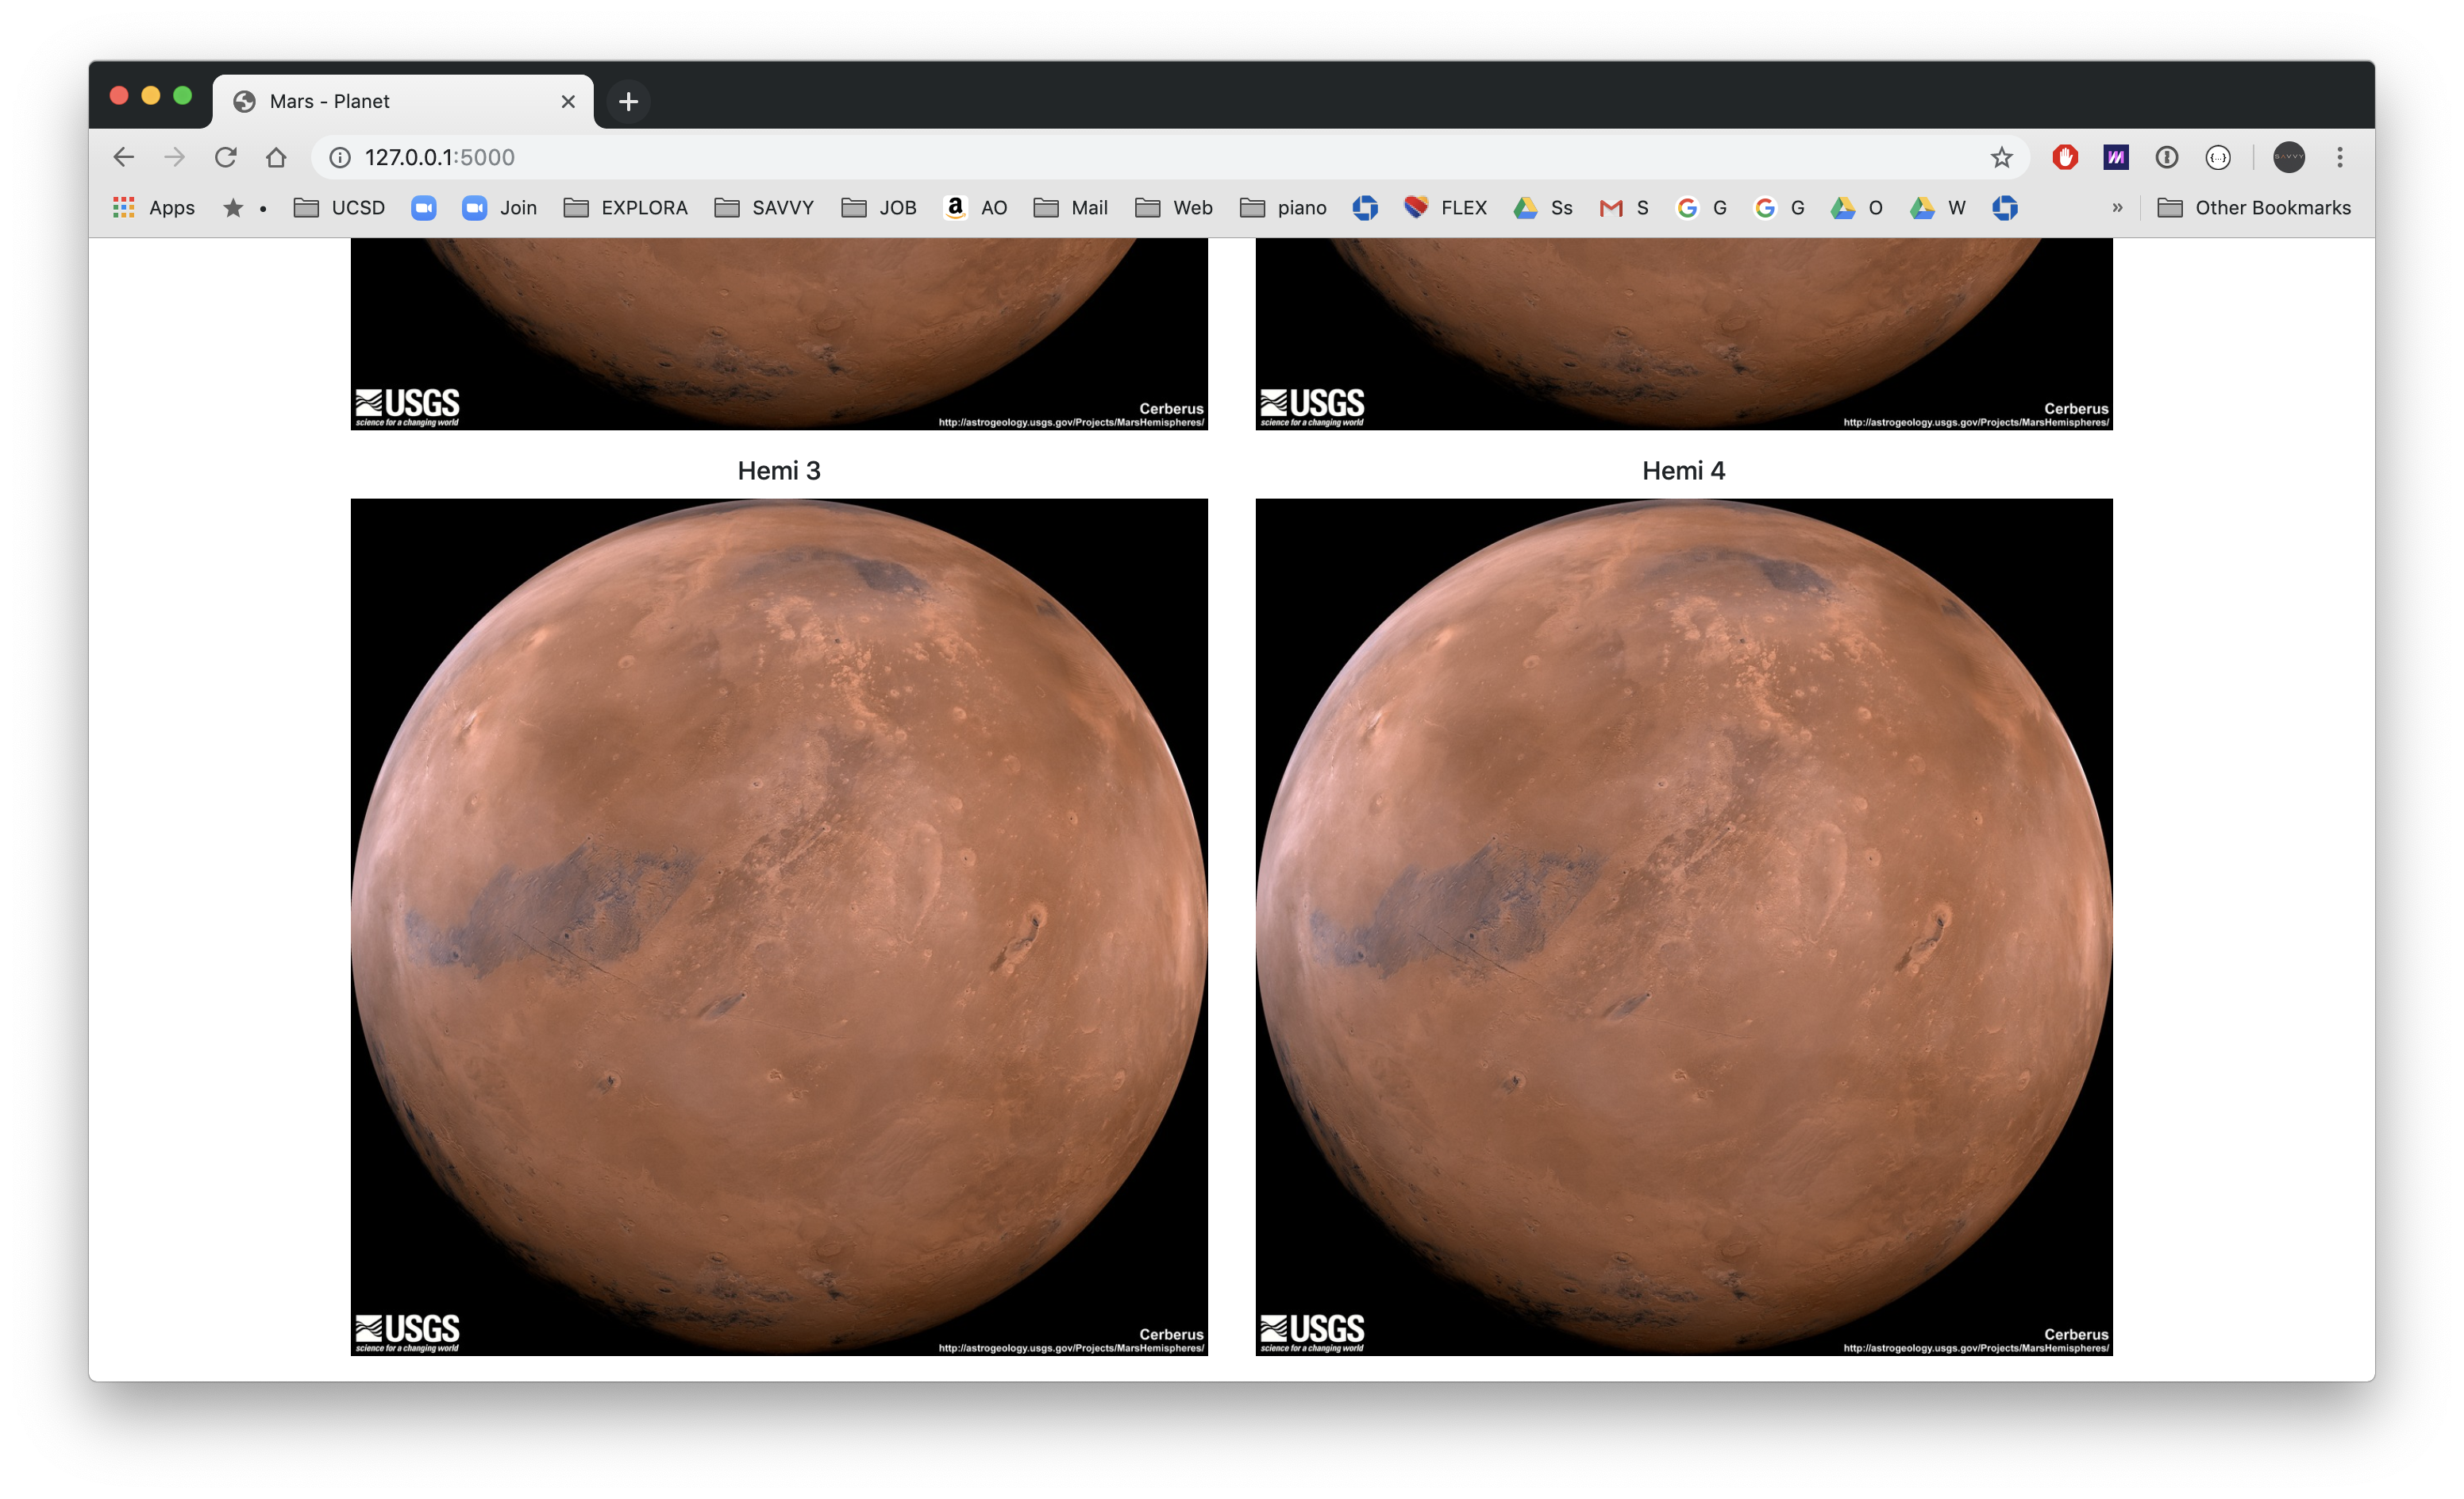 Mars - Planet
127.0.0.1:5000
Apps UCSD Join EXPLORA SAVVY JOB AO Mail Web piano FLEX Ss S G G O W » Other Bookmarks
USGS
science for a changing world
Cerberus
http://astrogeology.usgs.gov/Projects/MarsHemispheres/
USGS
science for a changing world
Cerberus
http://astrogeology.usgs.gov/Projects/MarsHemispheres/
Hemi 3
Hemi 4
USGS
science for a changing world
Cerberus
http://astrogeology.usgs.gov/Projects/MarsHemispheres/
USGS
science for a changing world
Cerberus
http://astrogeology.usgs.gov/Projects/MarsHemispheres/